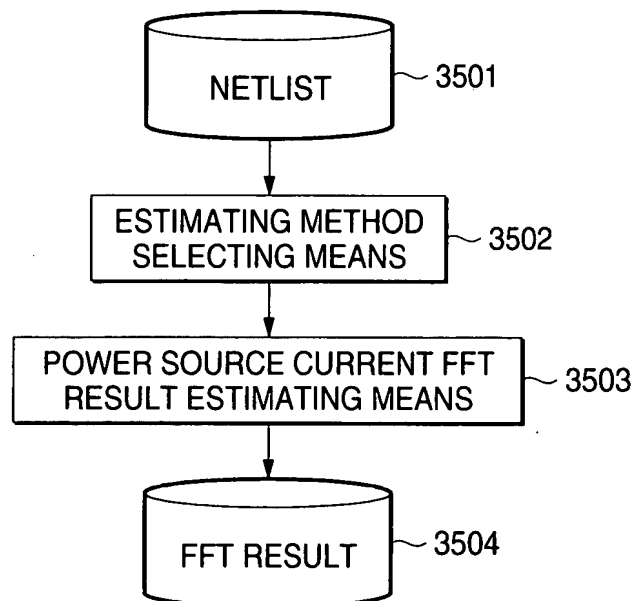 NETLIST
3501
ESTIMATING METHOD
SELECTING MEANS
3502
POWER SOURCE CURRENT FFT
RESULT ESTIMATING MEANS
3503
FFT RESULT
3504